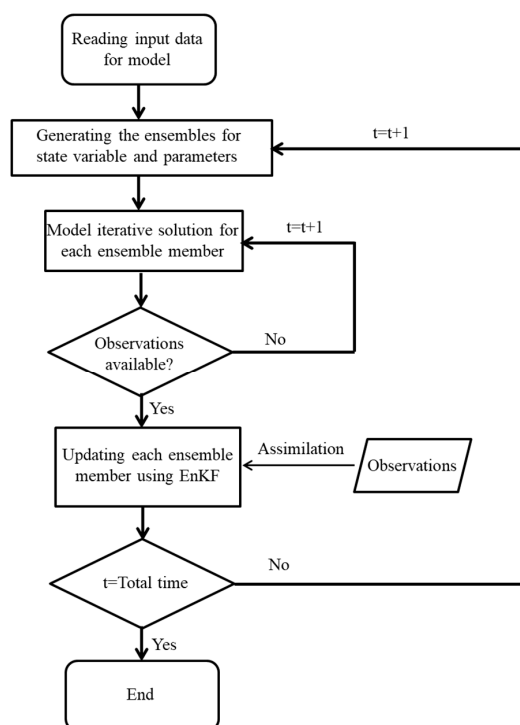 Reading input data
for model
Generating the ensembles for
state variable and parameters
t=t+1
Model iterative solution for
each ensemble member
t=t+1
Observations
available?
No
Yes
Updating each ensemble
member using EnKF
Assimilation
Observations
t=Total time
No
Yes
End